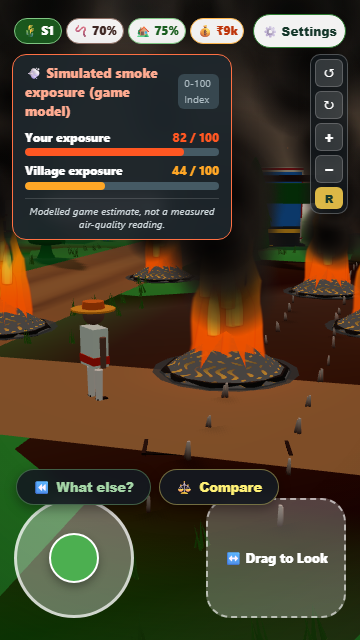 S1
70%
75%
₹9k
Settings
Simulated smoke
exposure (game
model)
0-100
Index
Your exposure 82 / 100
Village exposure 44 / 100
Modelled game estimate, not a measured
air-quality reading.
↺
↻
+
−
R
What else?
Compare
Drag to Look